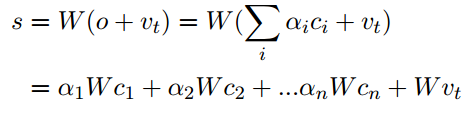 s = W(o + v_t) = W(∑_i α_i c_i + v_t)
= α_1 W c_1 + α_2 W c_2 + ...α_n W c_n + W v_t